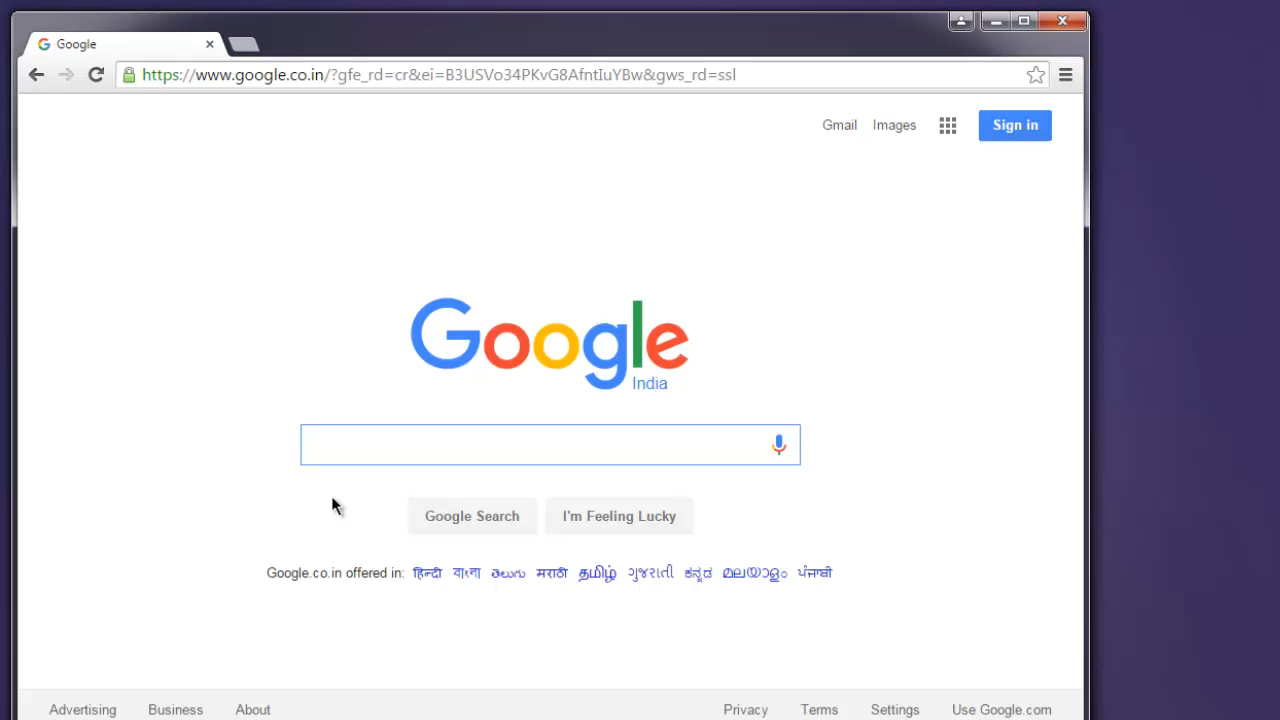 Google
https://www.google.co.in/?gfe_rd=cr&ei=B3USVo34PKvG8AfntIuYBw&gws_rd=ssl
Gmail Images Sign in
Google
India
Google Search I'm Feeling Lucky
Google.co.in offered in: हिन्दी বাংলা తెలుగు मराठी தமிழ் ગુજરાતી ಕನ್ನಡ മലയാളം ਪੰਜਾਬੀ
Advertising Business About Privacy Terms Settings Use Google.com